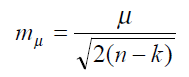 m_μ = μ / √2(n − k)